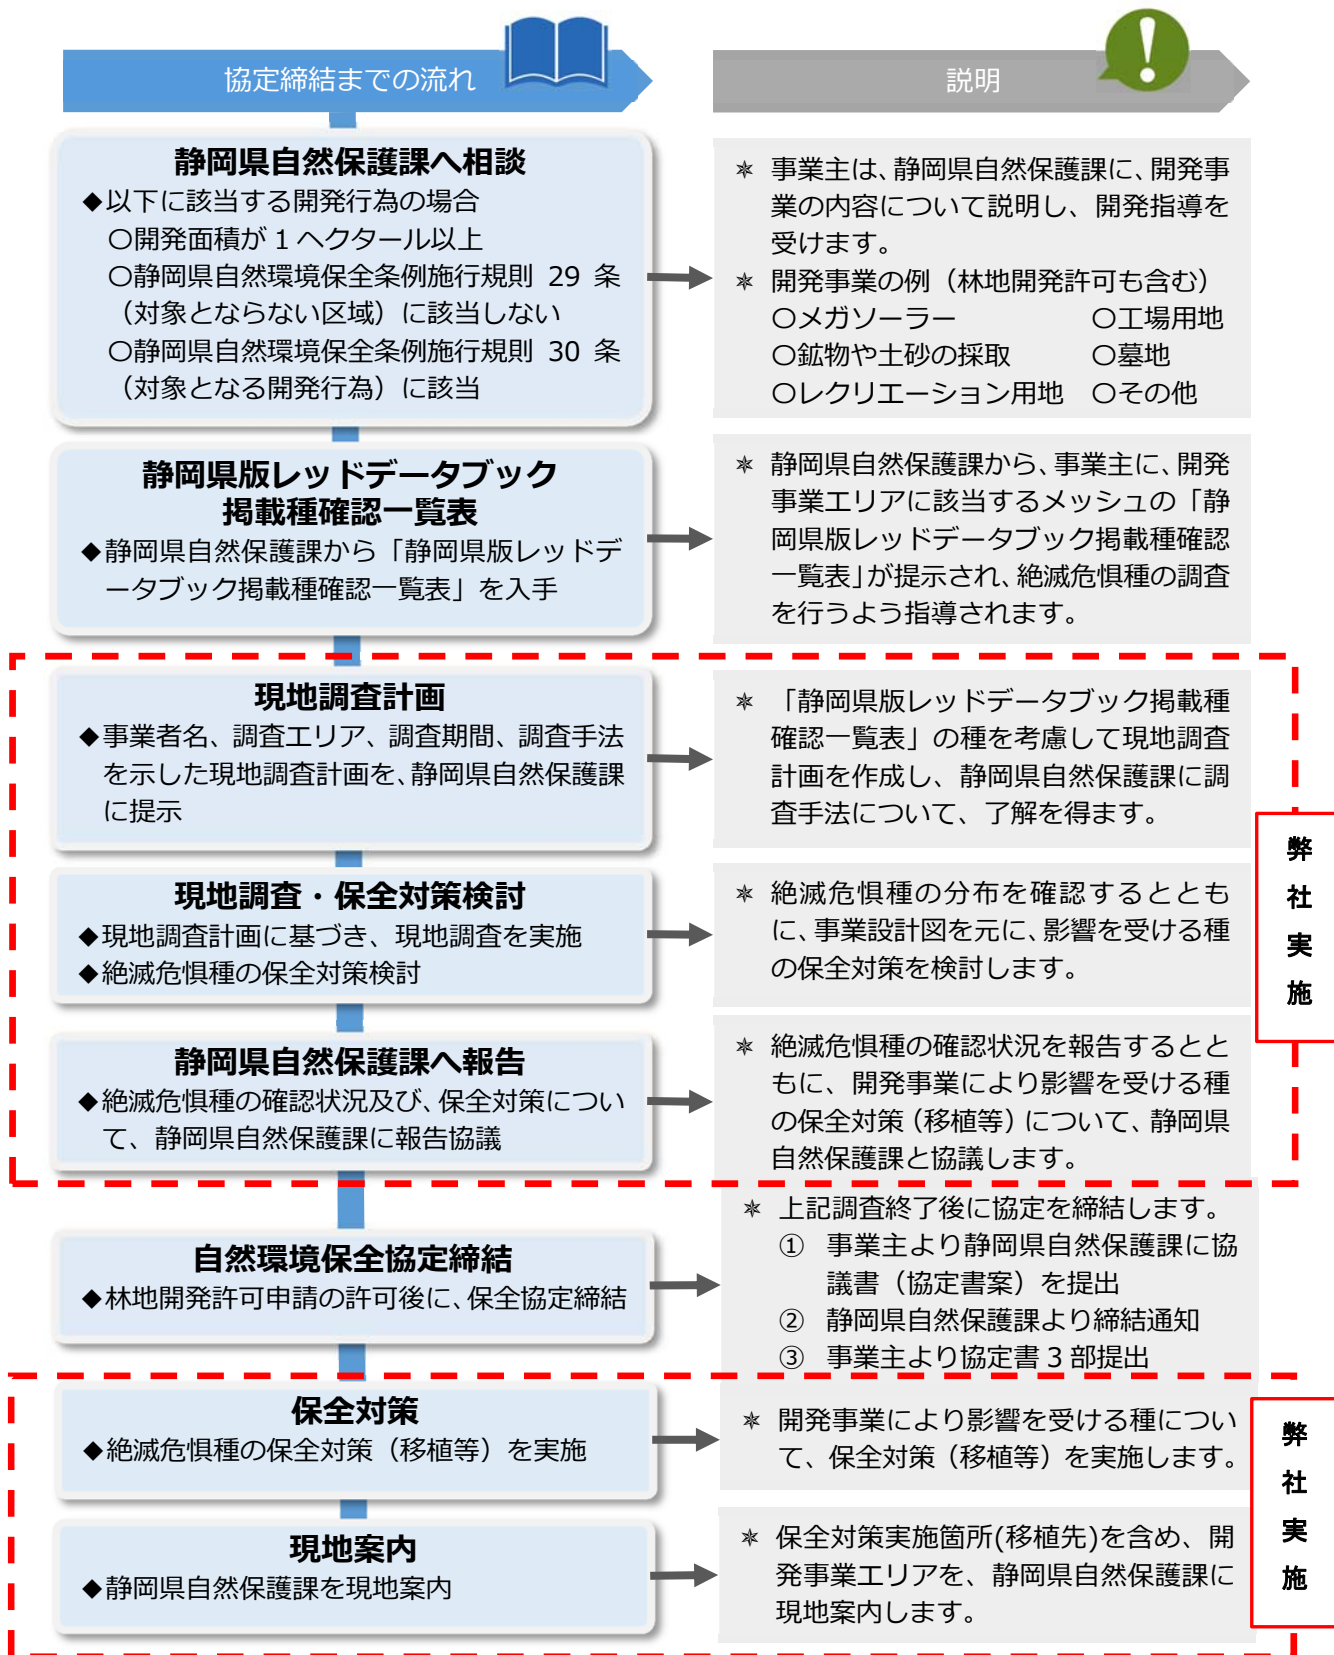 協定締結までの流れ
説明
静岡県自然保護課へ相談
◆以下に該当する開発行為の場合
〇開発面積が1ヘクタール以上
〇静岡県自然環境保全条例施行規則 29 条
（対象とならない区域）に該当しない
〇静岡県自然環境保全条例施行規則 30 条
（対象となる開発行為）に該当
✵ 事業主は、静岡県自然保護課に、開発事
業の内容について説明し、開発指導を
受けます。
✵ 開発事業の例（林地開発許可も含む）
〇メガソーラー 〇工場用地
〇鉱物や土砂の採取 〇墓地
〇レクリエーション用地 〇その他
静岡県版レッドデータブック
掲載種確認一覧表
◆静岡県自然保護課から「静岡県版レッドデ
ータブック掲載種確認一覧表」を入手
✵ 静岡県自然保護課から、事業主に、開発
事業エリアに該当するメッシュの「静
岡県版レッドデータブック掲載種確認
一覧表」が提示され、絶滅危惧種の調査
を行うよう指導されます。
現地調査計画
◆事業者名、調査エリア、調査期間、調査手法
を示した現地調査計画を、静岡県自然保護課
に提示
✵ 「静岡県版レッドデータブック掲載種
確認一覧表」の種を考慮して現地調査
計画を作成し、静岡県自然保護課に調
査手法について、了解を得ます。
現地調査・保全対策検討
◆現地調査計画に基づき、現地調査を実施
◆絶滅危惧種の保全対策検討
✵ 絶滅危惧種の分布を確認するととも
に、事業設計図を元に、影響を受ける種
の保全対策を検討します。
静岡県自然保護課へ報告
◆絶滅危惧種の確認状況及び、保全対策につい
て、静岡県自然保護課に報告協議
✵ 絶滅危惧種の確認状況を報告するとと
もに、開発事業により影響を受ける種
の保全対策（移植等）について、静岡県
自然保護課と協議します。
弊
社
実
施
自然環境保全協定締結
◆林地開発許可申請の許可後に、保全協定締結
✵ 上記調査終了後に協定を締結します。
① 事業主より静岡県自然保護課に協
議書（協定書案）を提出
② 静岡県自然保護課より締結通知
③ 事業主より協定書3部提出
保全対策
◆絶滅危惧種の保全対策（移植等）を実施
✵ 開発事業により影響を受ける種につい
て、保全対策（移植等）を実施します。
現地案内
◆静岡県自然保護課を現地案内
✵ 保全対策実施箇所(移植先)を含め、開
発事業エリアを、静岡県自然保護課に
現地案内します。
弊
社
実
施